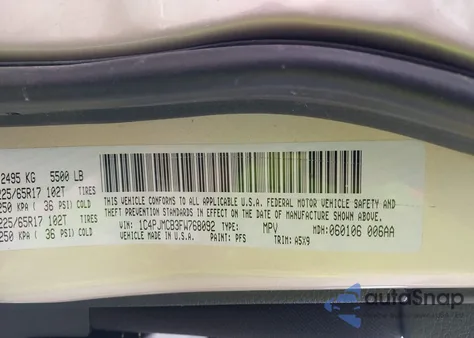 2495 KG 5500 LB
225/65R17 102T TIRES
250 KPA ( 36 PSI) COLD
225/65R17 102T TIRES
250 KPA ( 36 PSI) COLD
THIS VEHICLE CONFORMS TO ALL APPLICABLE U.S.A. FEDERAL MOTOR VEHICLE SAFETY AND
THEFT PREVENTION STANDARDS IN EFFECT ON THE DATE OF MANUFACTURE SHOWN ABOVE.
VIN: 1C4PJMCB3FW768092 TYPE: MPV MDH: 060106 006AA
VEHICLE MADE IN U.S.A. PAINT: PFS TRIM: A5X9
autoSnap